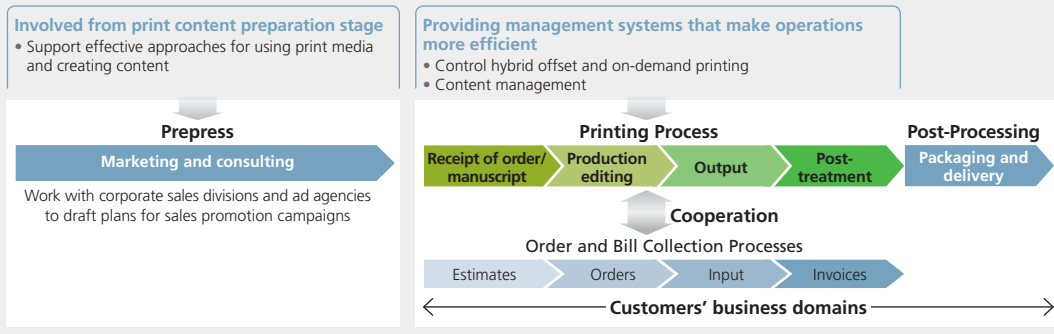 Involved from print content preparation stage
• Support effective approaches for using print media
and creating content
Prepress
Marketing and consulting
Work with corporate sales divisions and ad agencies
to draft plans for sales promotion campaigns
Providing management systems that make operations
more efficient
• Control hybrid offset and on-demand printing
• Content management
Printing Process
Post-Processing
Receipt of order/
manuscript
Production
editing
Output
Post-
treatment
Packaging and
delivery
Cooperation
Order and Bill Collection Processes
Estimates
Orders
Input
Invoices
Customers’ business domains